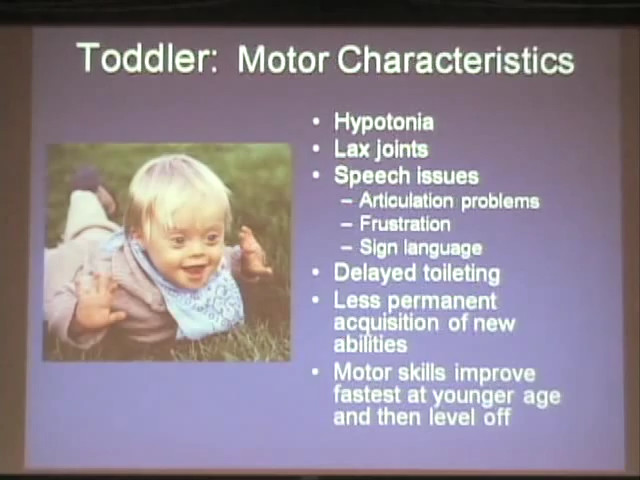 Toddler: Motor Characteristics
• Hypotonia
• Lax joints
• Speech issues
– Articulation problems
– Frustration
– Sign language
• Delayed toileting
• Less permanent
acquisition of new
abilities
• Motor skills improve
fastest at younger age
and then level off